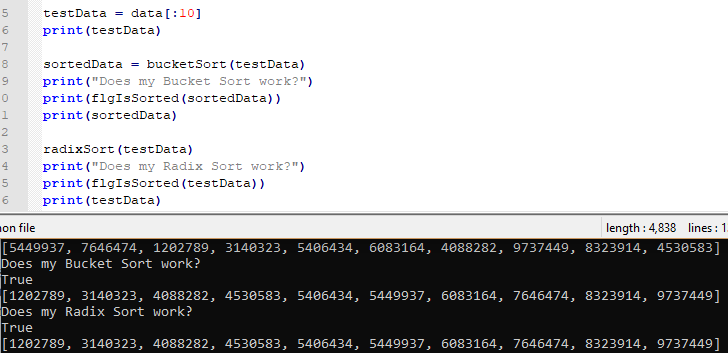 5 testData = data[:10]
6 print(testData)
7
8 sortedData = bucketSort(testData)
9 print("Does my Bucket Sort work?")
0 print(flgIsSorted(sortedData))
1 print(sortedData)
2
3 radixSort(testData)
4 print("Does my Radix Sort work?")
5 print(flgIsSorted(testData))
6 print(testData)
on file length : 4,838 lines : 1
[5449937, 7646474, 1202789, 3140323, 5406434, 6083164, 4088282, 9737449, 8323914, 4530583]
Does my Bucket Sort work?
True
[1202789, 3140323, 4088282, 4530583, 5406434, 5449937, 6083164, 7646474, 8323914, 9737449]
Does my Radix Sort work?
True
[1202789, 3140323, 4088282, 4530583, 5406434, 5449937, 6083164, 7646474, 8323914, 9737449]